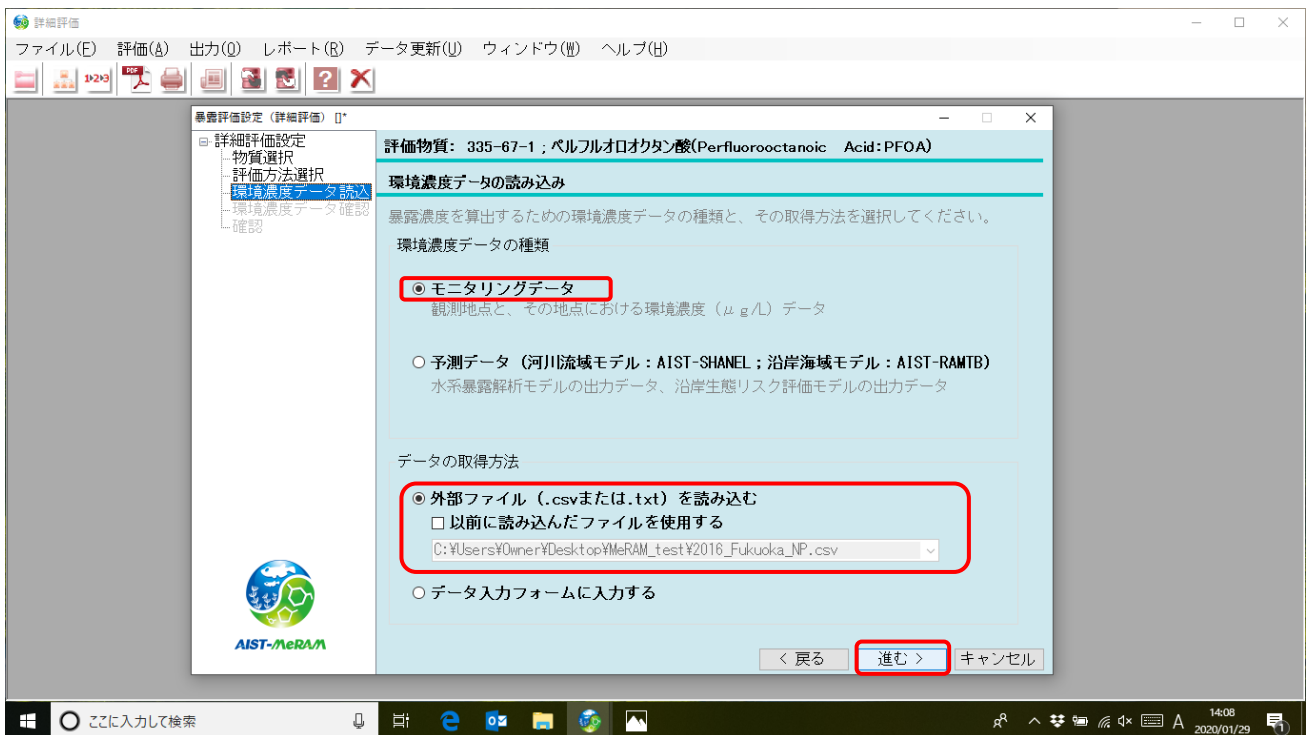 詳細評価
ファイル(F) 評価(A) 出力(O) レポート(R) データ更新(U) ウィンドウ(W) ヘルプ(H)
1›2›3 PDF
暴露評価設定（詳細評価） []*
詳細評価設定
物質選択
評価方法選択
環境濃度データ読込
環境濃度データ確認
確認
評価物質: 335-67-1 ; ペルフルオロオクタン酸(Perfluorooctanoic Acid:PFOA)
環境濃度データの読み込み
暴露濃度を算出するための環境濃度データの種類と、その取得方法を選択してください。
環境濃度データの種類
モニタリングデータ
観測地点と、その地点における環境濃度（μg/L）データ
予測データ（河川流域モデル：AIST-SHANEL；沿岸海域モデル：AIST-RAMTB）
水系暴露解析モデルの出力データ、沿岸生態リスク評価モデルの出力データ
データの取得方法
外部ファイル（.csvまたは.txt）を読み込む
以前に読み込んだファイルを使用する
C:¥Users¥Owner¥Desktop¥MeRAM_test¥2016_Fukuoka_NP.csv
データ入力フォームに入力する
AIST-MeRAM
< 戻る 進む > キャンセル
ここに入力して検索
A 14:08
2020/01/29
1